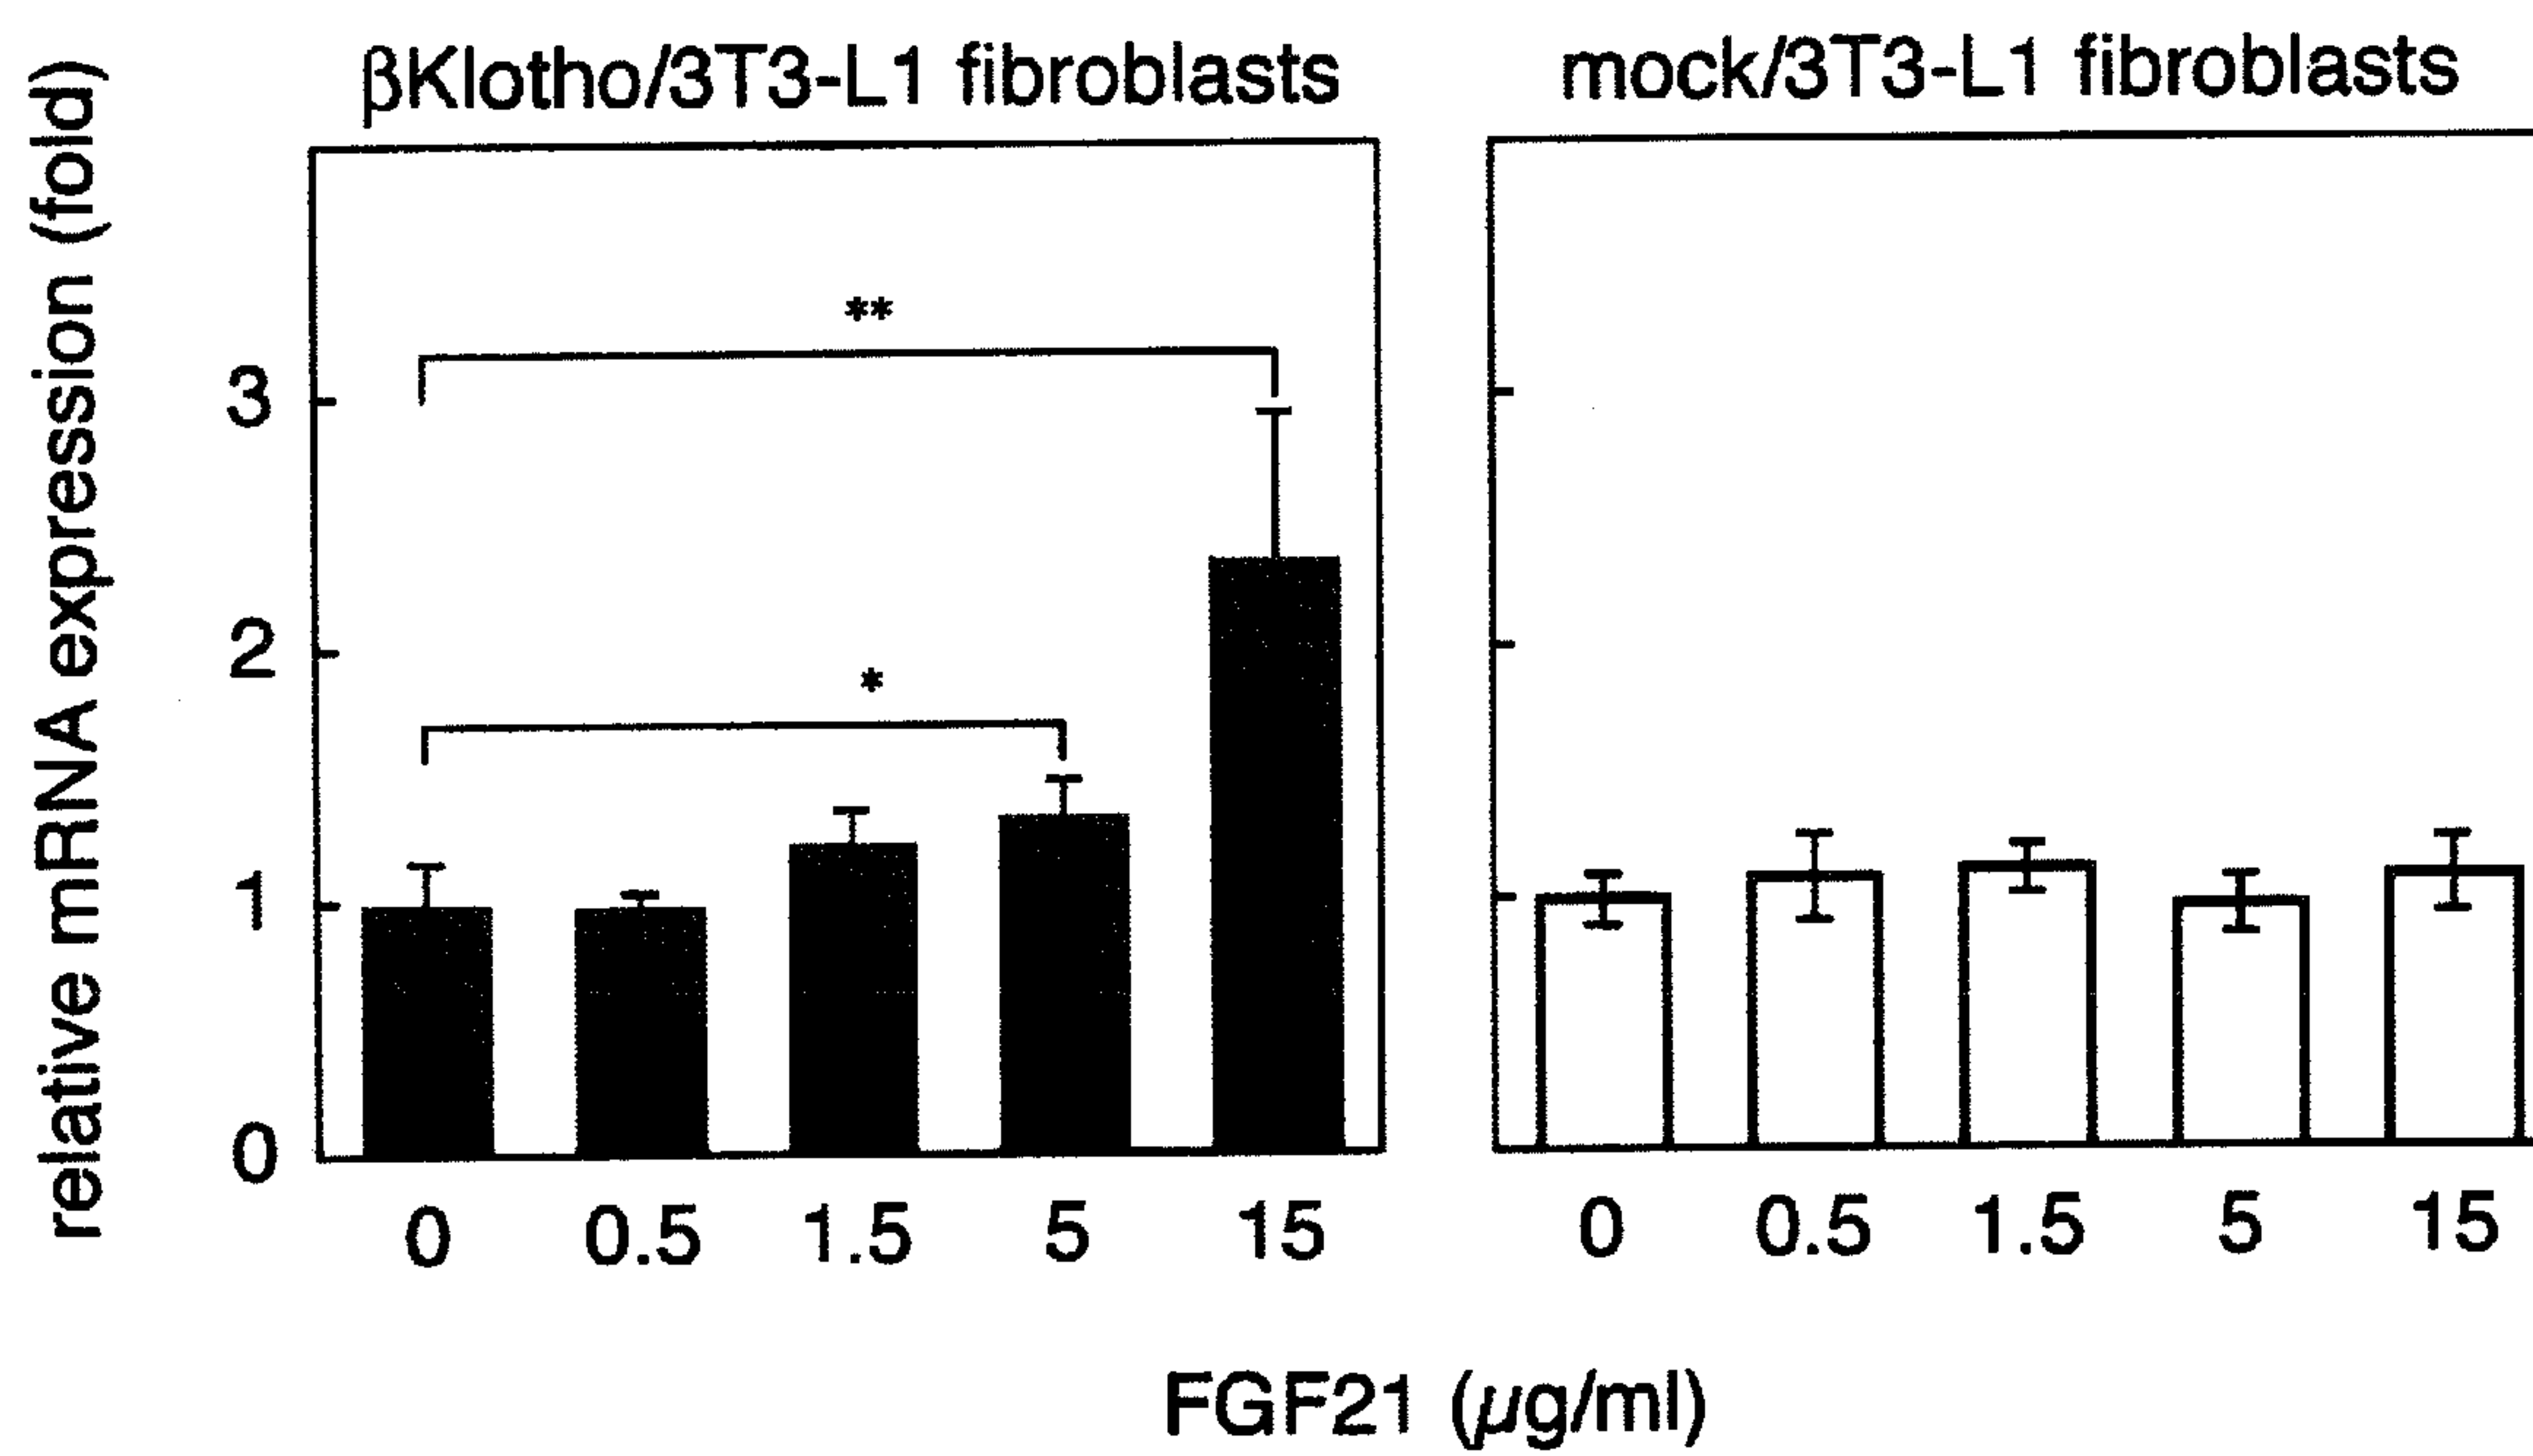 βKlotho/3T3-L1 fibroblasts
mock/3T3-L1 fibroblasts
relative mRNA expression (fold)
3
2
1
0
**
*
0 0.5 1.5 5 15
0 0.5 1.5 5 15
FGF21 (µg/ml)